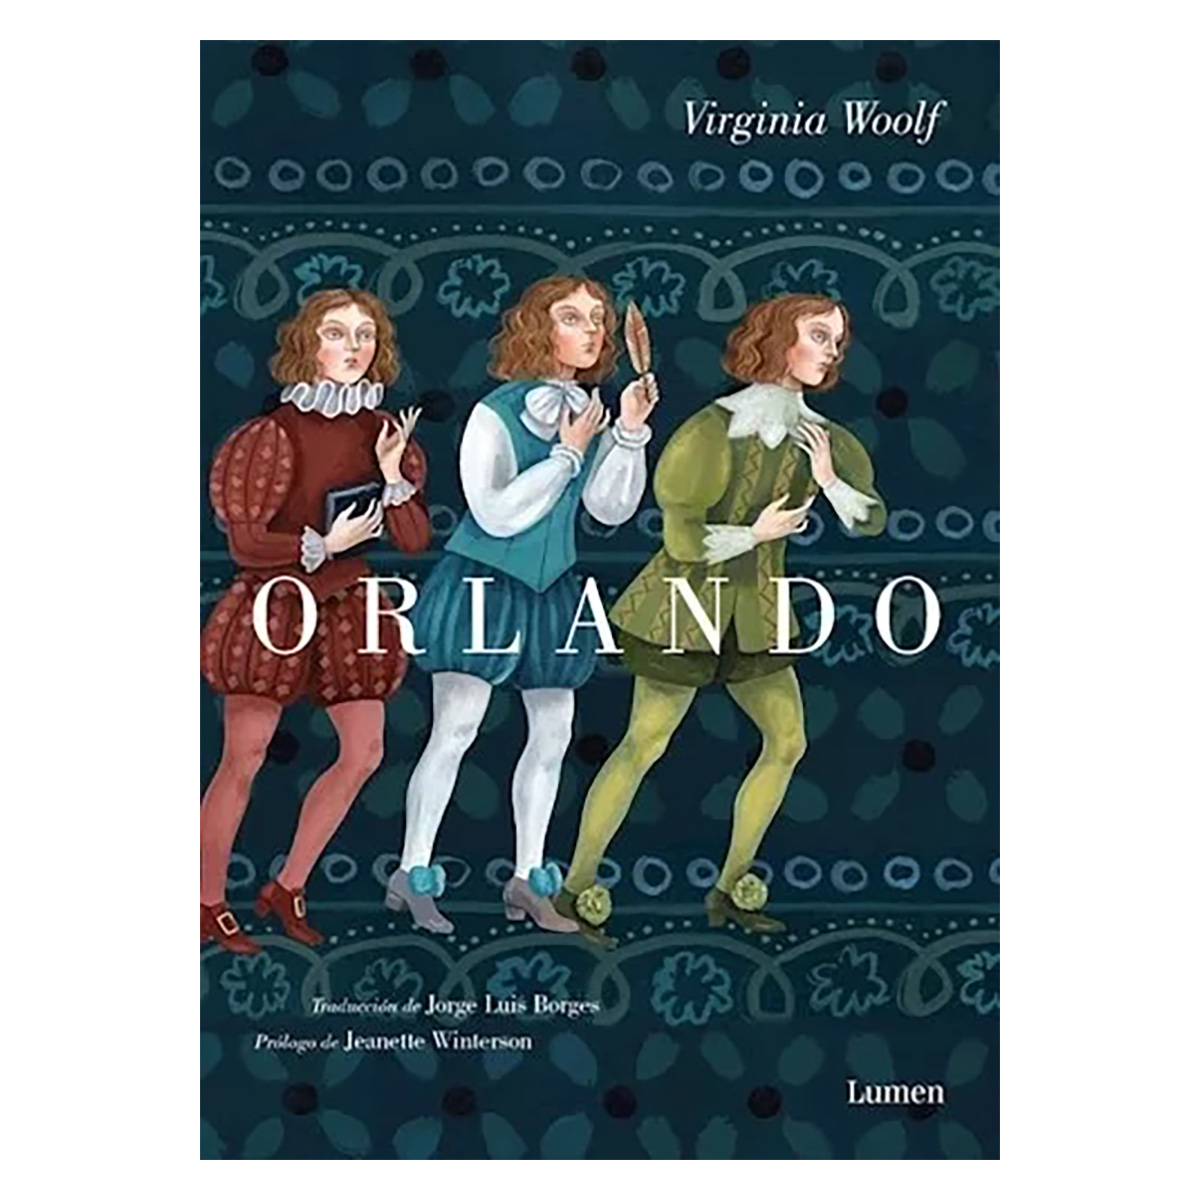 Virginia Woolf
ORLANDO
Traducción de Jorge Luis Borges
Prólogo de Jeanette Winterson
Lumen